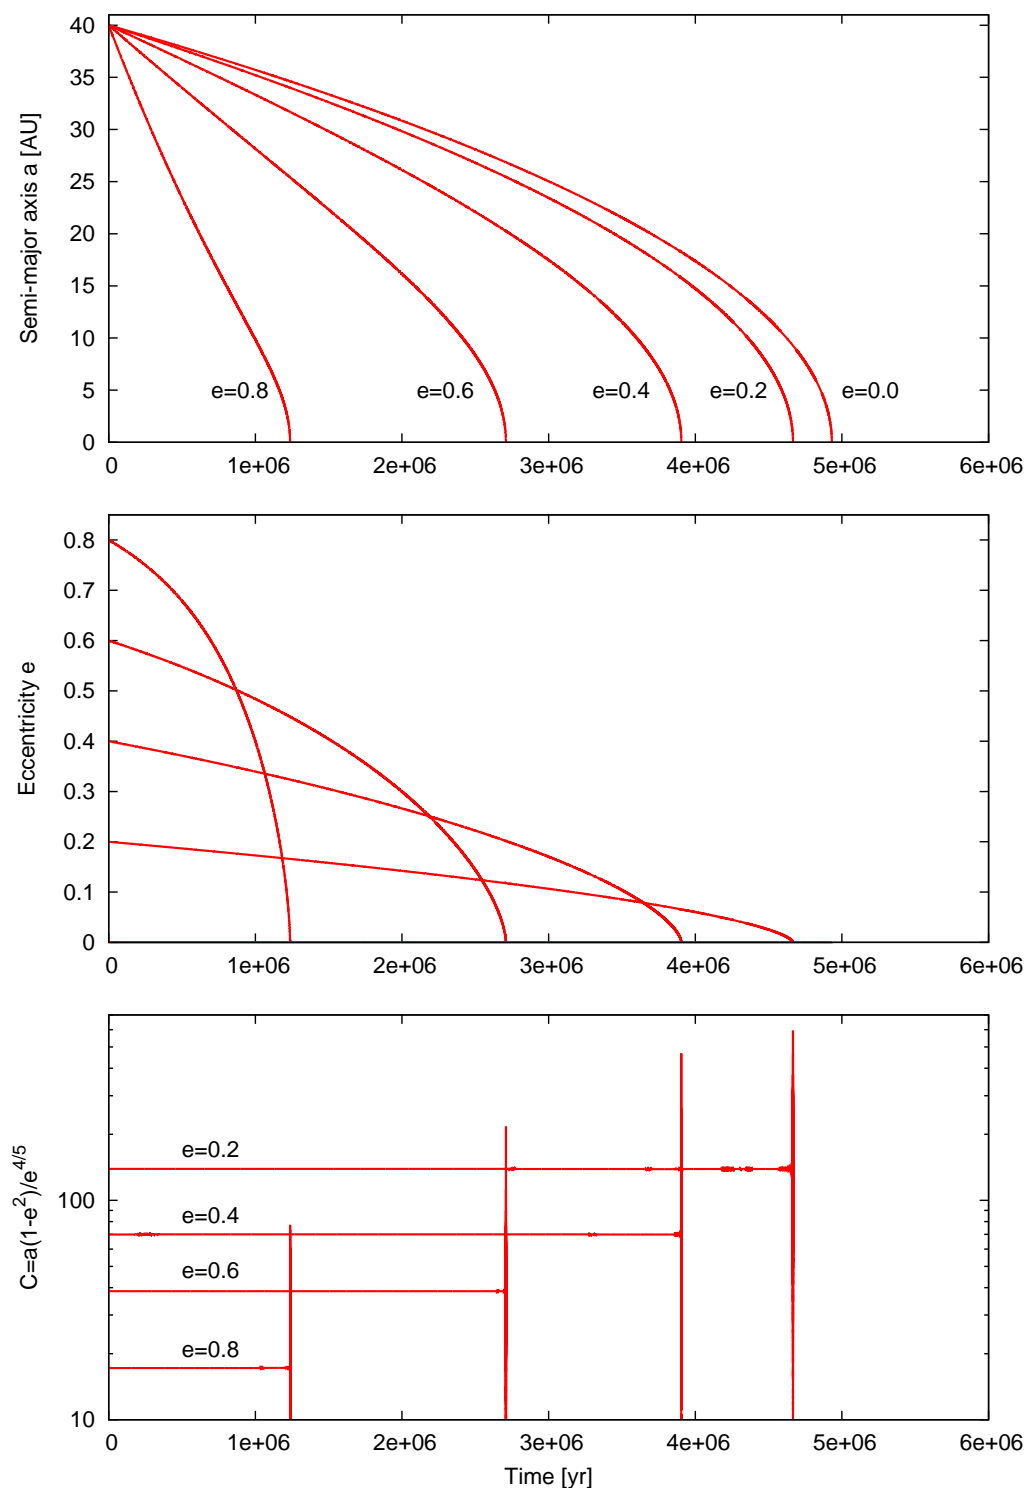 Semi-major axis a [AU]
40
35
30
25
20
15
10
5
0
e=0.8 e=0.6 e=0.4 e=0.2 e=0.0
0 1e+06 2e+06 3e+06 4e+06 5e+06 6e+06
Eccentricity e
0.8
0.7
0.6
0.5
0.4
0.3
0.2
0.1
0
0 1e+06 2e+06 3e+06 4e+06 5e+06 6e+06
C=a(1-e²)/e^4/5
100
10
e=0.2
e=0.4
e=0.6
e=0.8
0 1e+06 2e+06 3e+06 4e+06 5e+06 6e+06
Time [yr]